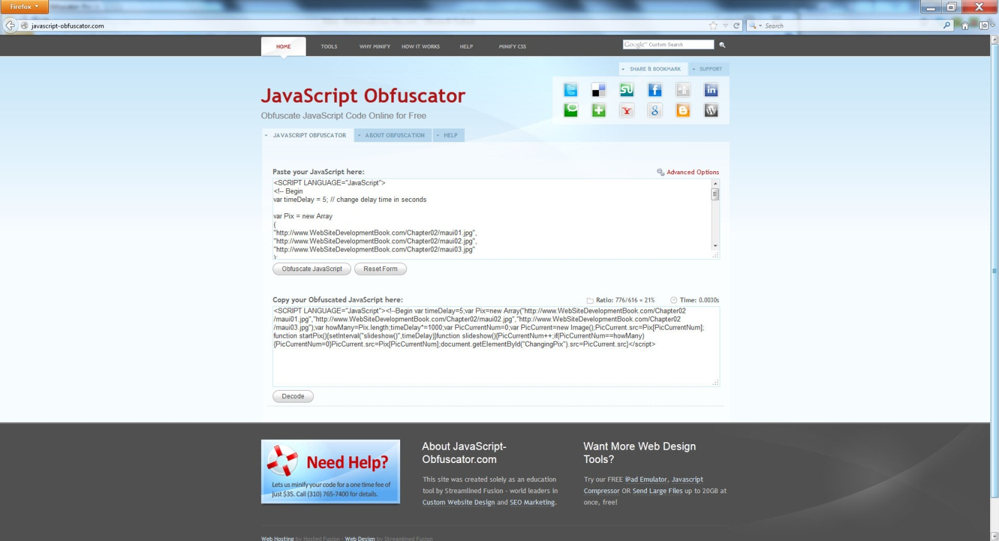 Firefox
javascript-obfuscator.com
Search
HOME TOOLS WHY MINIFY HOW IT WORKS HELP MINIFY CSS
Google™ Custom Search
SHARE & BOOKMARK SUPPORT
JavaScript Obfuscator
Obfuscate JavaScript Code Online for Free
JAVASCRIPT OBFUSCATOR ABOUT OBFUSCATION HELP
Paste your JavaScript here: Advanced Options
<SCRIPT LANGUAGE="JavaScript">
<!-- Begin
var timeDelay = 5; // change delay time in seconds
var Pix = new Array
(
"http://www.WebSiteDevelopmentBook.com/Chapter02/maui01.jpg",
"http://www.WebSiteDevelopmentBook.com/Chapter02/maui02.jpg",
"http://www.WebSiteDevelopmentBook.com/Chapter02/maui03.jpg"
);
Obfuscate JavaScript Reset Form
Copy your Obfuscated JavaScript here: Ratio: 776/616 = 21% Time: 0.0030s
<SCRIPT LANGUAGE="JavaScript"><!--Begin var timeDelay=5;var Pix=new Array("http://www.WebSiteDevelopmentBook.com/Chapter02
/maui01.jpg","http://www.WebSiteDevelopmentBook.com/Chapter02/maui02.jpg","http://www.WebSiteDevelopmentBook.com/Chapter02
/maui03.jpg");var howMany=Pix.length;timeDelay*=1000;var PicCurrentNum=0;var PicCurrent=new Image();PicCurrent.src=Pix[PicCurrentNum];
function startPix(){setInterval("slideshow()",timeDelay)}function slideshow(){PicCurrentNum++;if(PicCurrentNum==howMany)
{PicCurrentNum=0}PicCurrent.src=Pix[PicCurrentNum];document.getElementById("ChangingPix").src=PicCurrent.src}</script>
Decode
Need Help?
Lets us minify your code for a one time fee of
just $35. Call (310) 765-7400 for details.
About JavaScript-
Obfuscator.com
This site was created solely as an education
tool by Streamlined Fusion - world leaders in
Custom Website Design and SEO Marketing.
Want More Web Design
Tools?
Try our FREE iPad Emulator, Javascript
Compressor OR Send Large Files up to 20GB at
once, free!
Web Hosting by Hosted Fusion - Web Design by Streamlined Fusion